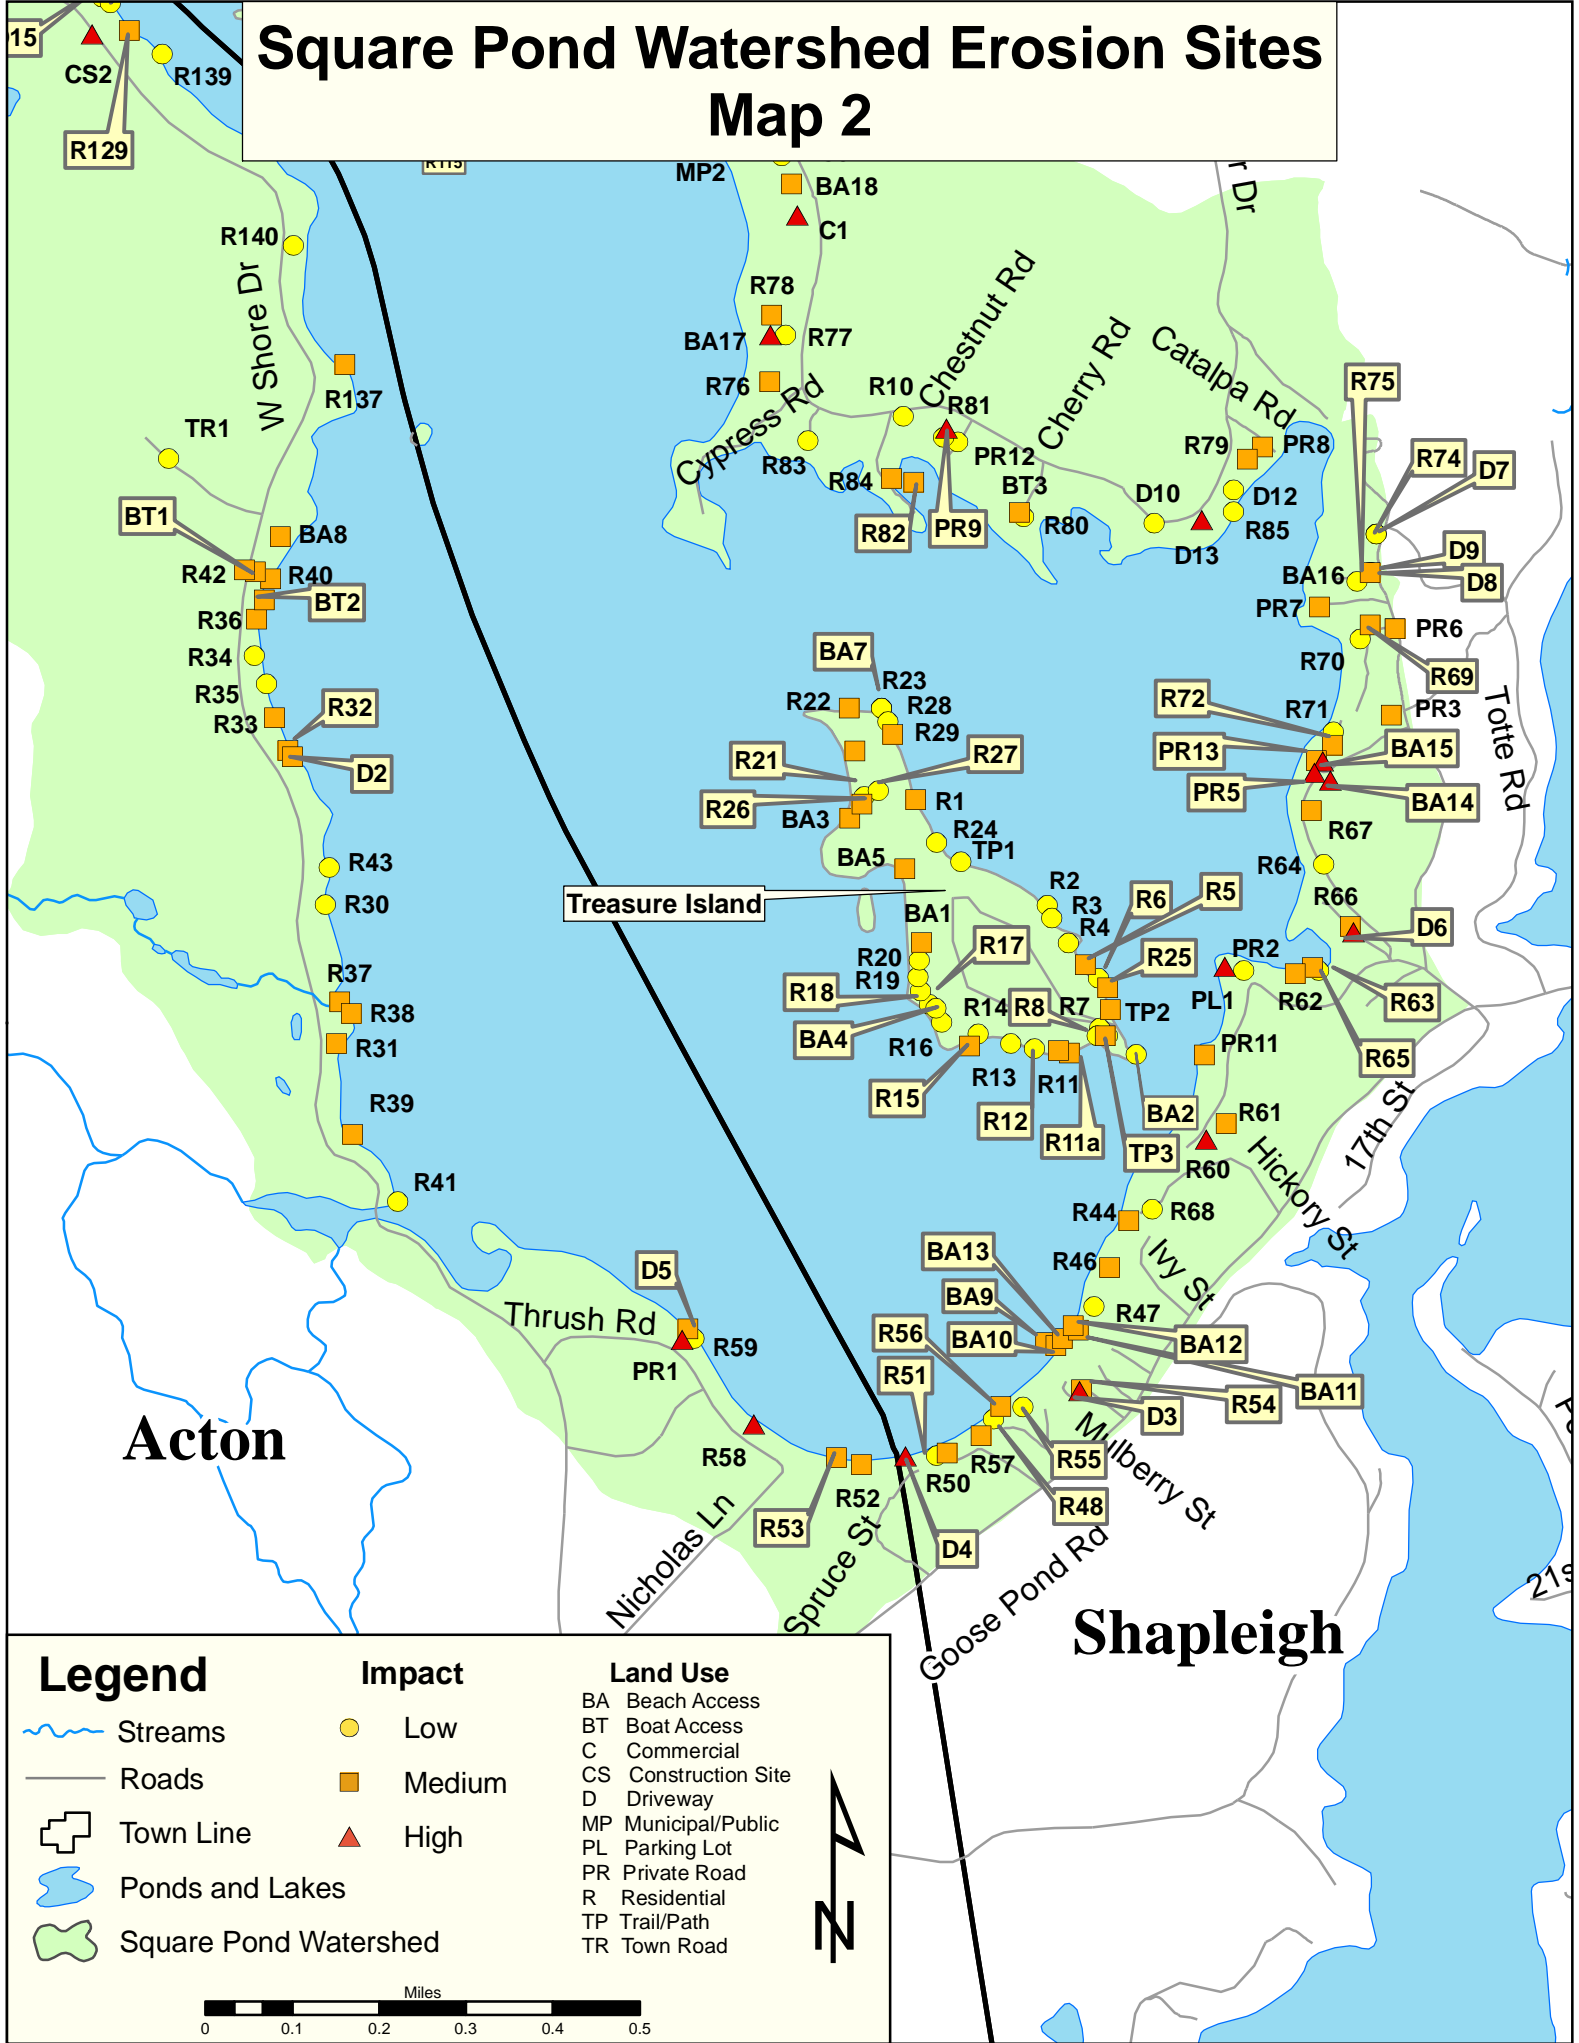 Square Pond Watershed Erosion Sites
Map 2
15
CS2
R139
R129
R115
MP2
BA18
C1
r Dr
R140
W Shore Dr
R78
BA17
R77
R76
Cypress Rd
R10
Chestnut Rd
R81
Cherry Rd
Catalpa Rd
R137
TR1
R83
R84
R82
PR12
PR9
BT3
R80
D10
D13
R79
PR8
D12
R85
R75
R74
D7
D9
D8
BA16
PR7
PR6
R70
R69
BT1
BA8
R42
R40
BT2
R36
R34
R35
R33
R32
D2
BA7
R23
R22
R28
R29
R21
R27
R26
BA3
R1
R24
TP1
BA5
Treasure Island
R72
R71
PR3
PR13
BA15
PR5
BA14
Totte Rd
R67
R64
R66
D6
R43
R30
R2
R3
R4
R6
R5
BA1
R20
R19
R17
R18
BA4
R16
R14
R8
R7
R25
TP2
R15
R13
R12
R11
R11a
BA2
TP3
PR2
PL1
R62
R63
R65
PR11
R61
R60
17th St
Hickory St
R37
R38
R31
R39
R41
R44
R68
R46
Ivy St
BA13
BA9
BA10
R47
BA12
BA11
D5
Thrush Rd
PR1
R59
R56
R51
R54
D3
Mulberry St
R55
R48
R57
R50
R58
R52
R53
D4
Nicholas Ln
Spruce St
Goose Pond Rd
Acton
Shapleigh
21s
Legend
Streams
Roads
Town Line
Ponds and Lakes
Square Pond Watershed
Impact
Low
Medium
High
Land Use
BA Beach Access
BT Boat Access
C Commercial
CS Construction Site
D Driveway
MP Municipal/Public
PL Parking Lot
PR Private Road
R Residential
TP Trail/Path
TR Town Road
N
Miles
0 0.1 0.2 0.3 0.4 0.5